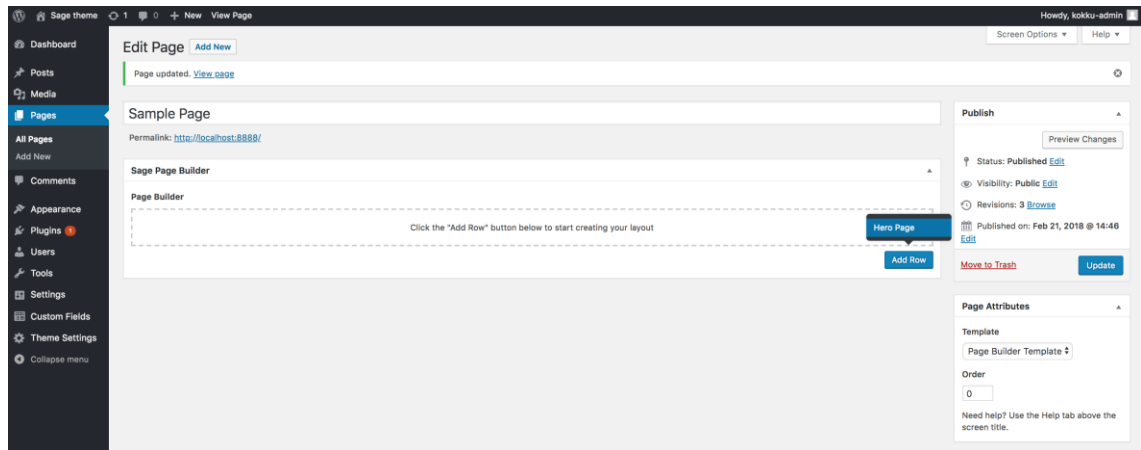 Sage theme 1 0 + New View Page Howdy, kokku-admin
Screen Options ▼ Help ▼
Dashboard
Posts
Media
Pages
All Pages
Add New
Comments
Appearance
Plugins 1
Users
Tools
Settings
Custom Fields
Theme Settings
Collapse menu
Edit Page Add New
Page updated. View page
Sample Page
Permalink: http://localhost:8888/
Sage Page Builder
Page Builder
Click the "Add Row" button below to start creating your layout
Hero Page
Add Row
Publish
Preview Changes
Status: Published Edit
Visibility: Public Edit
Revisions: 3 Browse
Published on: Feb 21, 2018 @ 14:46
Edit
Move to Trash Update
Page Attributes
Template
Page Builder Template
Order
0
Need help? Use the Help tab above the
screen title.